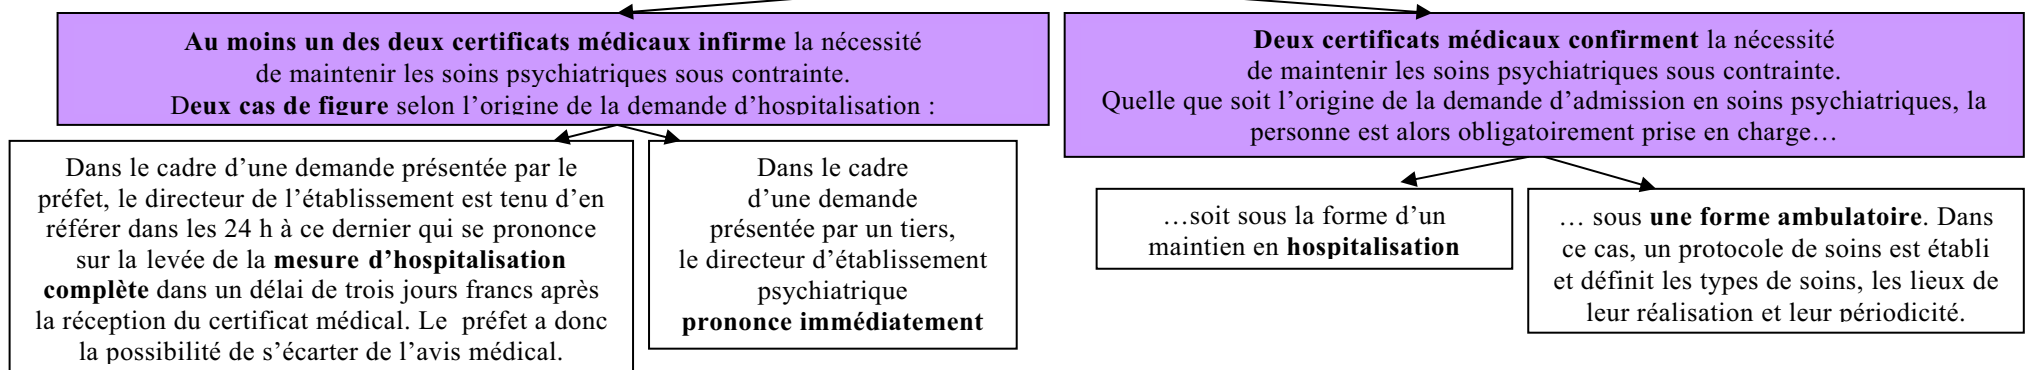 Au moins un des deux certificats médicaux infirme la nécessité
de maintenir les soins psychiatriques sous contrainte.
Deux cas de figure selon l’origine de la demande d’hospitalisation :
Dans le cadre d’une demande présentée par le
préfet, le directeur de l’établissement est tenu d’en
référer dans les 24 h à ce dernier qui se prononce
sur la levée de la mesure d’hospitalisation
complète dans un délai de trois jours francs après
la réception du certificat médical. Le préfet a donc
la possibilité de s’écarter de l’avis médical.
Dans le cadre
d’une demande
présentée par un tiers,
le directeur d’établissement
psychiatrique
prononce immédiatement
Deux certificats médicaux confirment la nécessité
de maintenir les soins psychiatriques sous contrainte.
Quelle que soit l’origine de la demande d’admission en soins psychiatriques, la
personne est alors obligatoirement prise en charge…
…soit sous la forme d’un
maintien en hospitalisation
… sous une forme ambulatoire. Dans
ce cas, un protocole de soins est établi
et définit les types de soins, les lieux de
leur réalisation et leur périodicité.